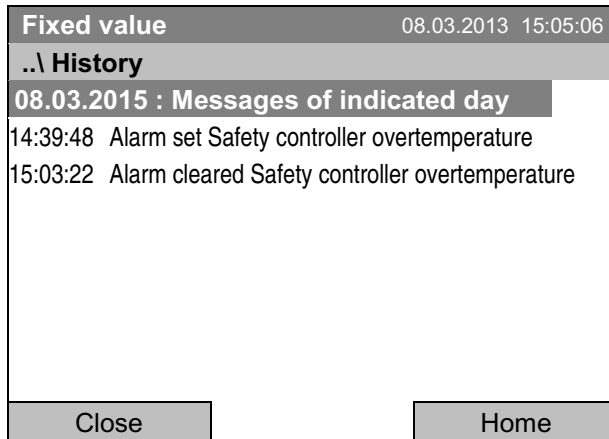 Fixed value 08.03.2013 15:05:06
..\ History
08.03.2015 : Messages of indicated day
14:39:48 Alarm set Safety controller overtemperature
15:03:22 Alarm cleared Safety controller overtemperature
Close Home